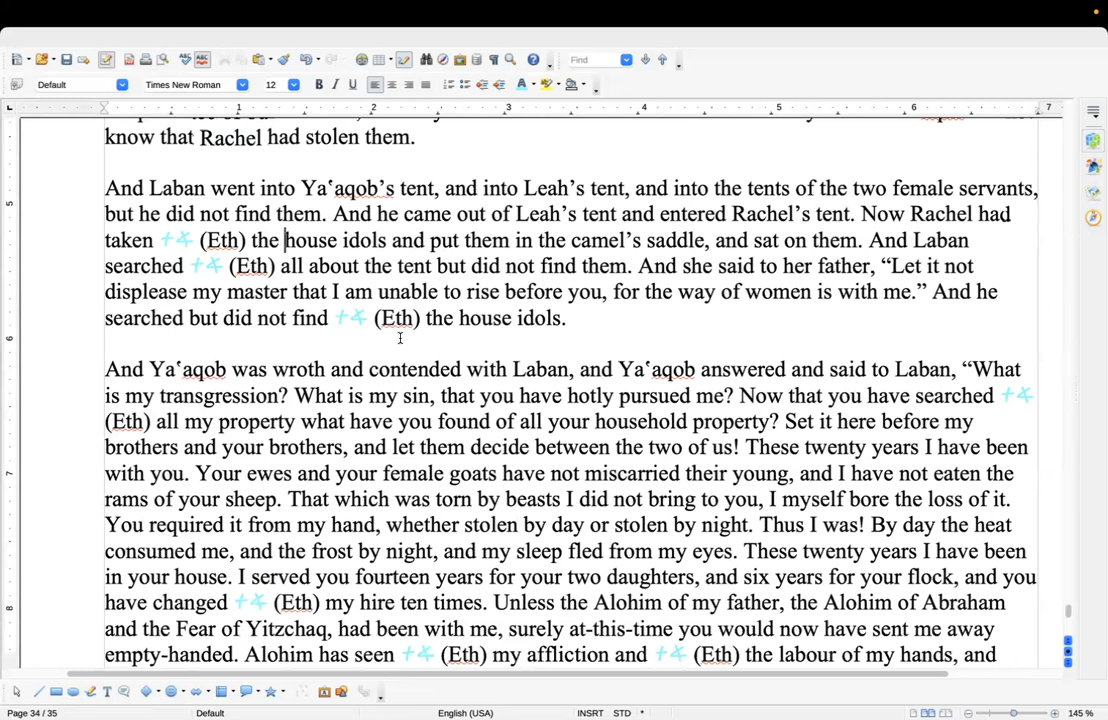 Find
Default
Times New Roman
12
1
2
3
4
5
6
7
know that Rachel had stolen them.
And Laban went into Yaʽaqob’s tent, and into Leah’s tent, and into the tents of the two female servants,
but he did not find them. And he came out of Leah’s tent and entered Rachel’s tent. Now Rachel had
taken 𐤕𐤀 (Eth) the house idols and put them in the camel’s saddle, and sat on them. And Laban
searched 𐤕𐤀 (Eth) all about the tent but did not find them. And she said to her father, “Let it not
displease my master that I am unable to rise before you, for the way of women is with me.” And he
searched but did not find 𐤕𐤀 (Eth) the house idols.
And Yaʽaqob was wroth and contended with Laban, and Yaʽaqob answered and said to Laban, “What
is my transgression? What is my sin, that you have hotly pursued me? Now that you have searched 𐤕𐤀
(Eth) all my property what have you found of all your household property? Set it here before my
brothers and your brothers, and let them decide between the two of us! These twenty years I have been
with you. Your ewes and your female goats have not miscarried their young, and I have not eaten the
rams of your sheep. That which was torn by beasts I did not bring to you, I myself bore the loss of it.
You required it from my hand, whether stolen by day or stolen by night. Thus I was! By day the heat
consumed me, and the frost by night, and my sleep fled from my eyes. These twenty years I have been
in your house. I served you fourteen years for your two daughters, and six years for your flock, and you
have changed 𐤕𐤀 (Eth) my hire ten times. Unless the Alohim of my father, the Alohim of Abraham
and the Fear of Yitzchaq, had been with me, surely at-this-time you would now have sent me away
empty-handed. Alohim has seen 𐤕𐤀 (Eth) my affliction and 𐤕𐤀 (Eth) the labour of my hands, and
5
6
7
8
Page 34 / 35
Default
English (USA)
INSRT
STD
*
145 %